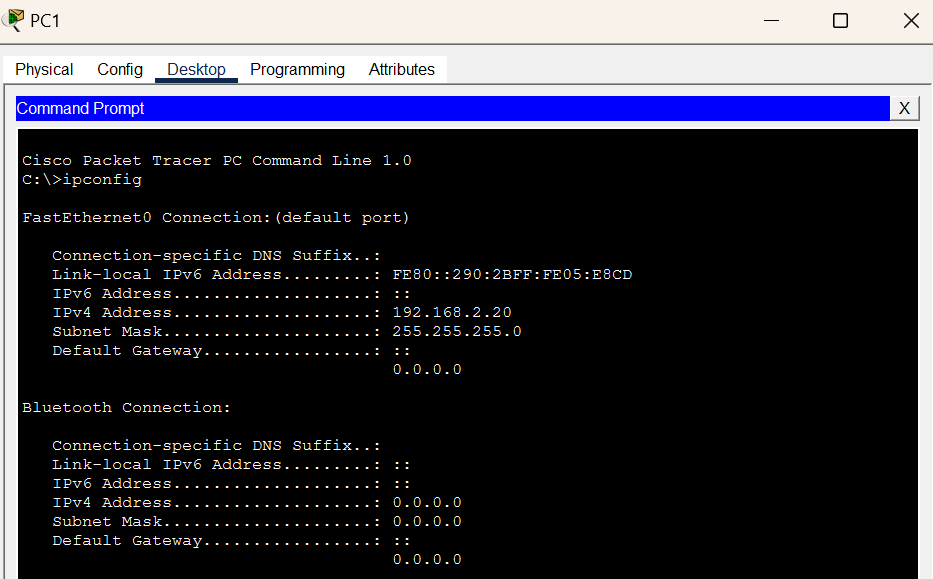 PC1
Physical Config Desktop Programming Attributes
Command Prompt X
Cisco Packet Tracer PC Command Line 1.0
C:\>ipconfig
FastEthernet0 Connection:(default port)
Connection-specific DNS Suffix..:
Link-local IPv6 Address.........: FE80::290:2BFF:FE05:E8CD
IPv6 Address....................: ::
IPv4 Address....................: 192.168.2.20
Subnet Mask.....................: 255.255.255.0
Default Gateway.................: ::
0.0.0.0
Bluetooth Connection:
Connection-specific DNS Suffix..:
Link-local IPv6 Address.........: ::
IPv6 Address....................: ::
IPv4 Address....................: 0.0.0.0
Subnet Mask.....................: 0.0.0.0
Default Gateway.................: ::
0.0.0.0